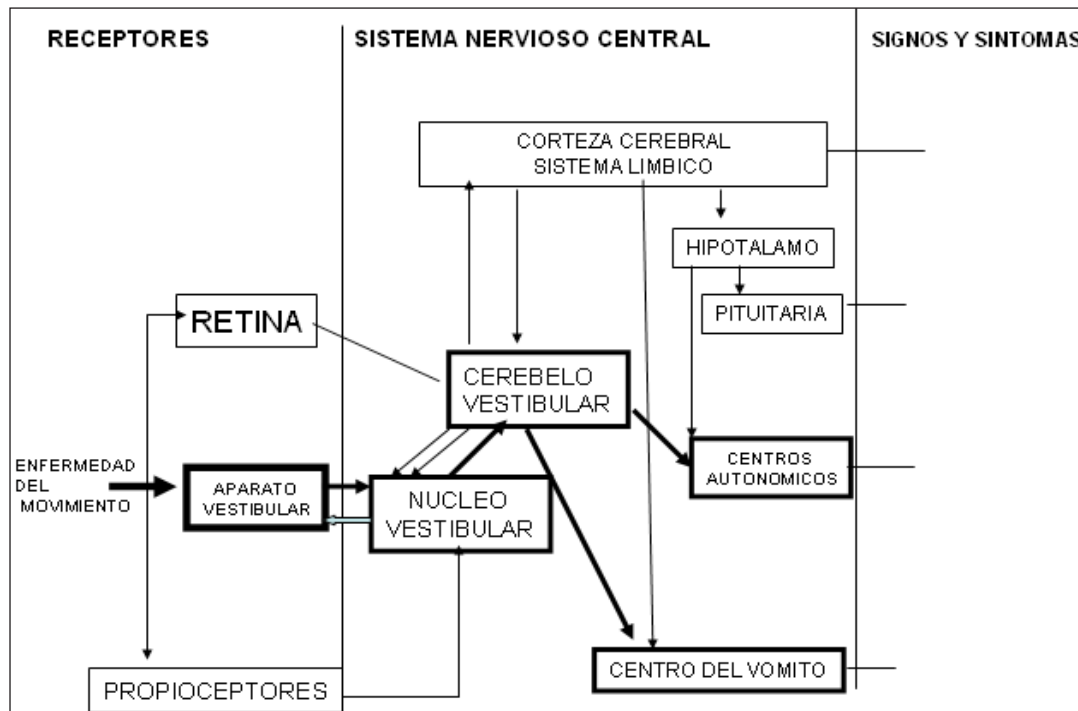 RECEPTORES
SISTEMA NERVIOSO CENTRAL
SIGNOS Y SINTOMAS
CORTEZA CEREBRAL
SISTEMA LIMBICO
HIPOTALAMO
PITUITARIA
RETINA
CEREBELO
VESTIBULAR
ENFERMEDAD
DEL
MOVIMIENTO
APARATO
VESTIBULAR
NUCLEO
VESTIBULAR
CENTROS
AUTONOMICOS
CENTRO DEL VOMITO
PROPIOCEPTORES